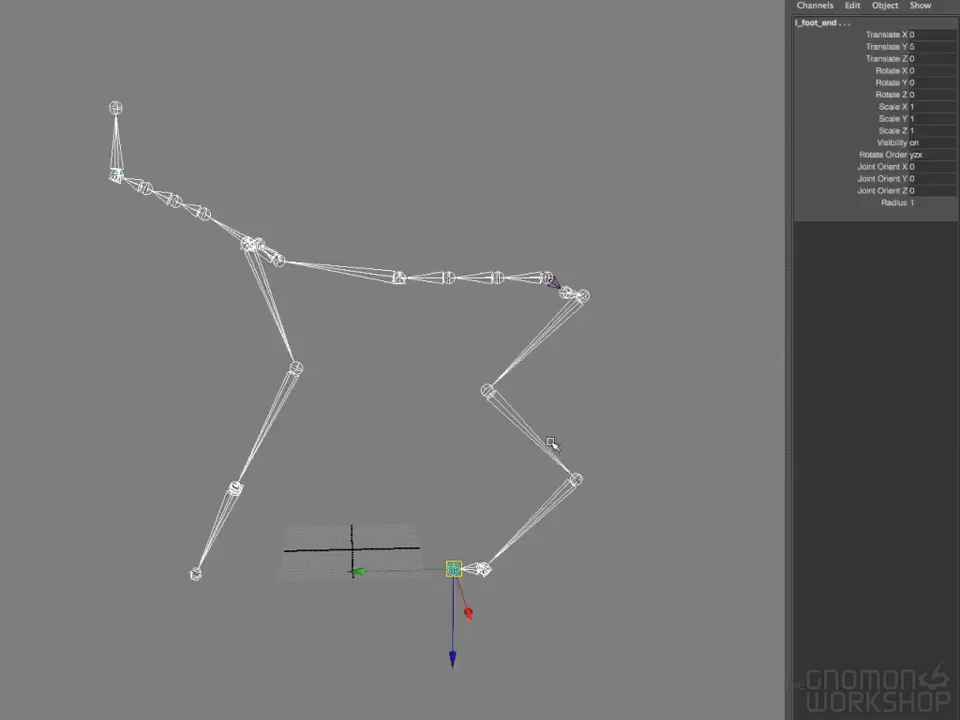 Channels Edit Object Show
l_foot_end . . .
Translate X 0
Translate Y 5
Translate Z 0
Rotate X 0
Rotate Y 0
Rotate Z 0
Scale X 1
Scale Y 1
Scale Z 1
Visibility on
Rotate Order yzx
Joint Orient X 0
Joint Orient Y 0
Joint Orient Z 0
Radius 1
THE GNOMON
WORKSHOP